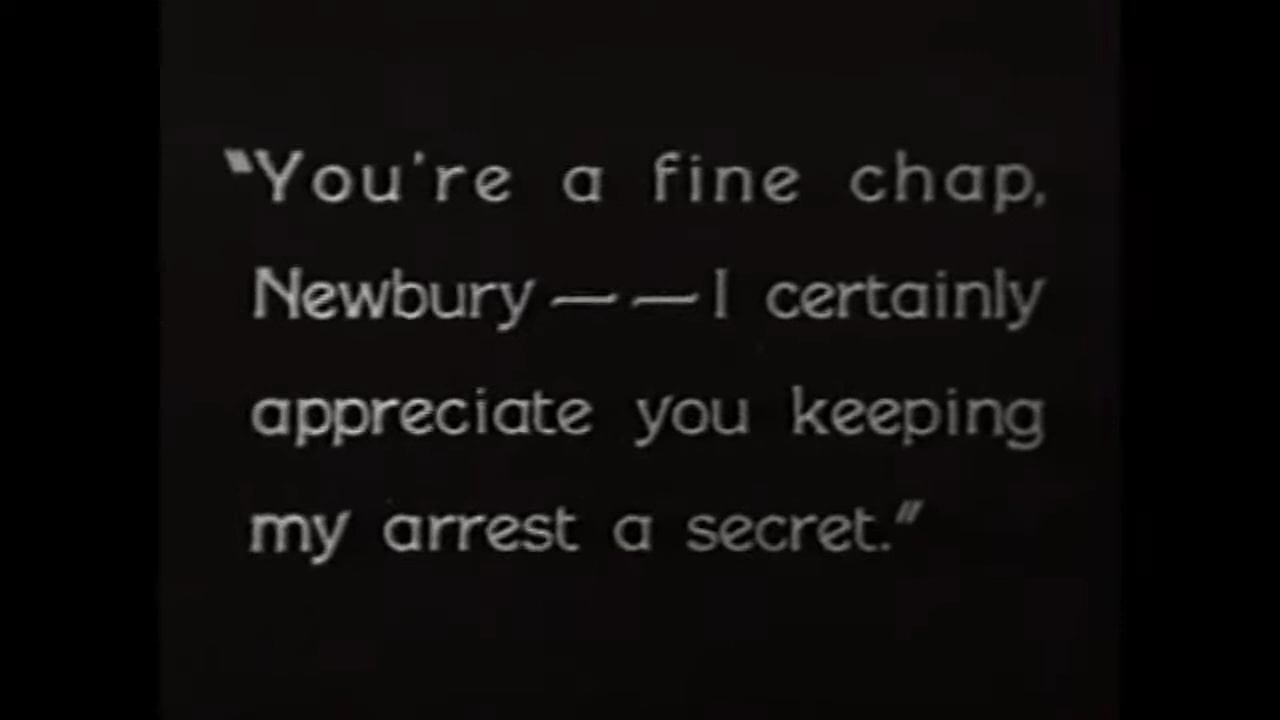 "You're a fine chap,
Newbury — — I certainly
appreciate you keeping
my arrest a secret."